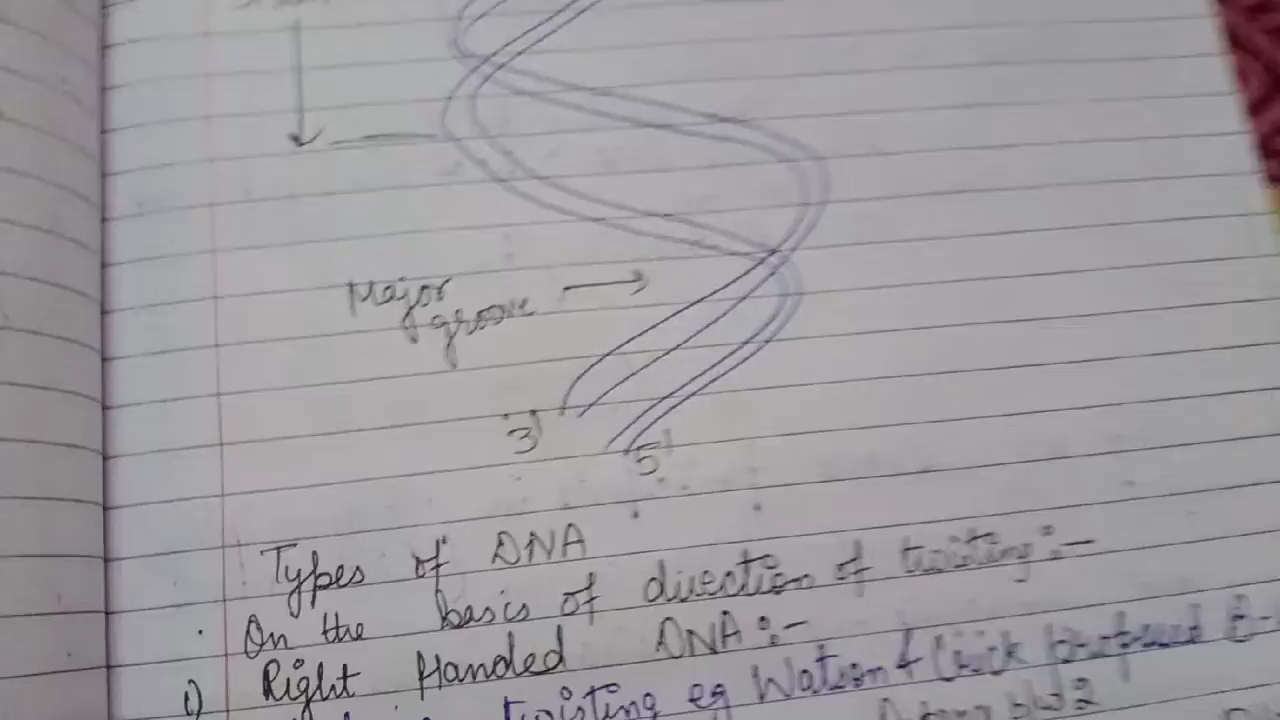 Major
groove
3'
5'
Types of DNA
On the basis of direction of twisting:-
1) Right Handed DNA:-
twisting eg Watson & Crick